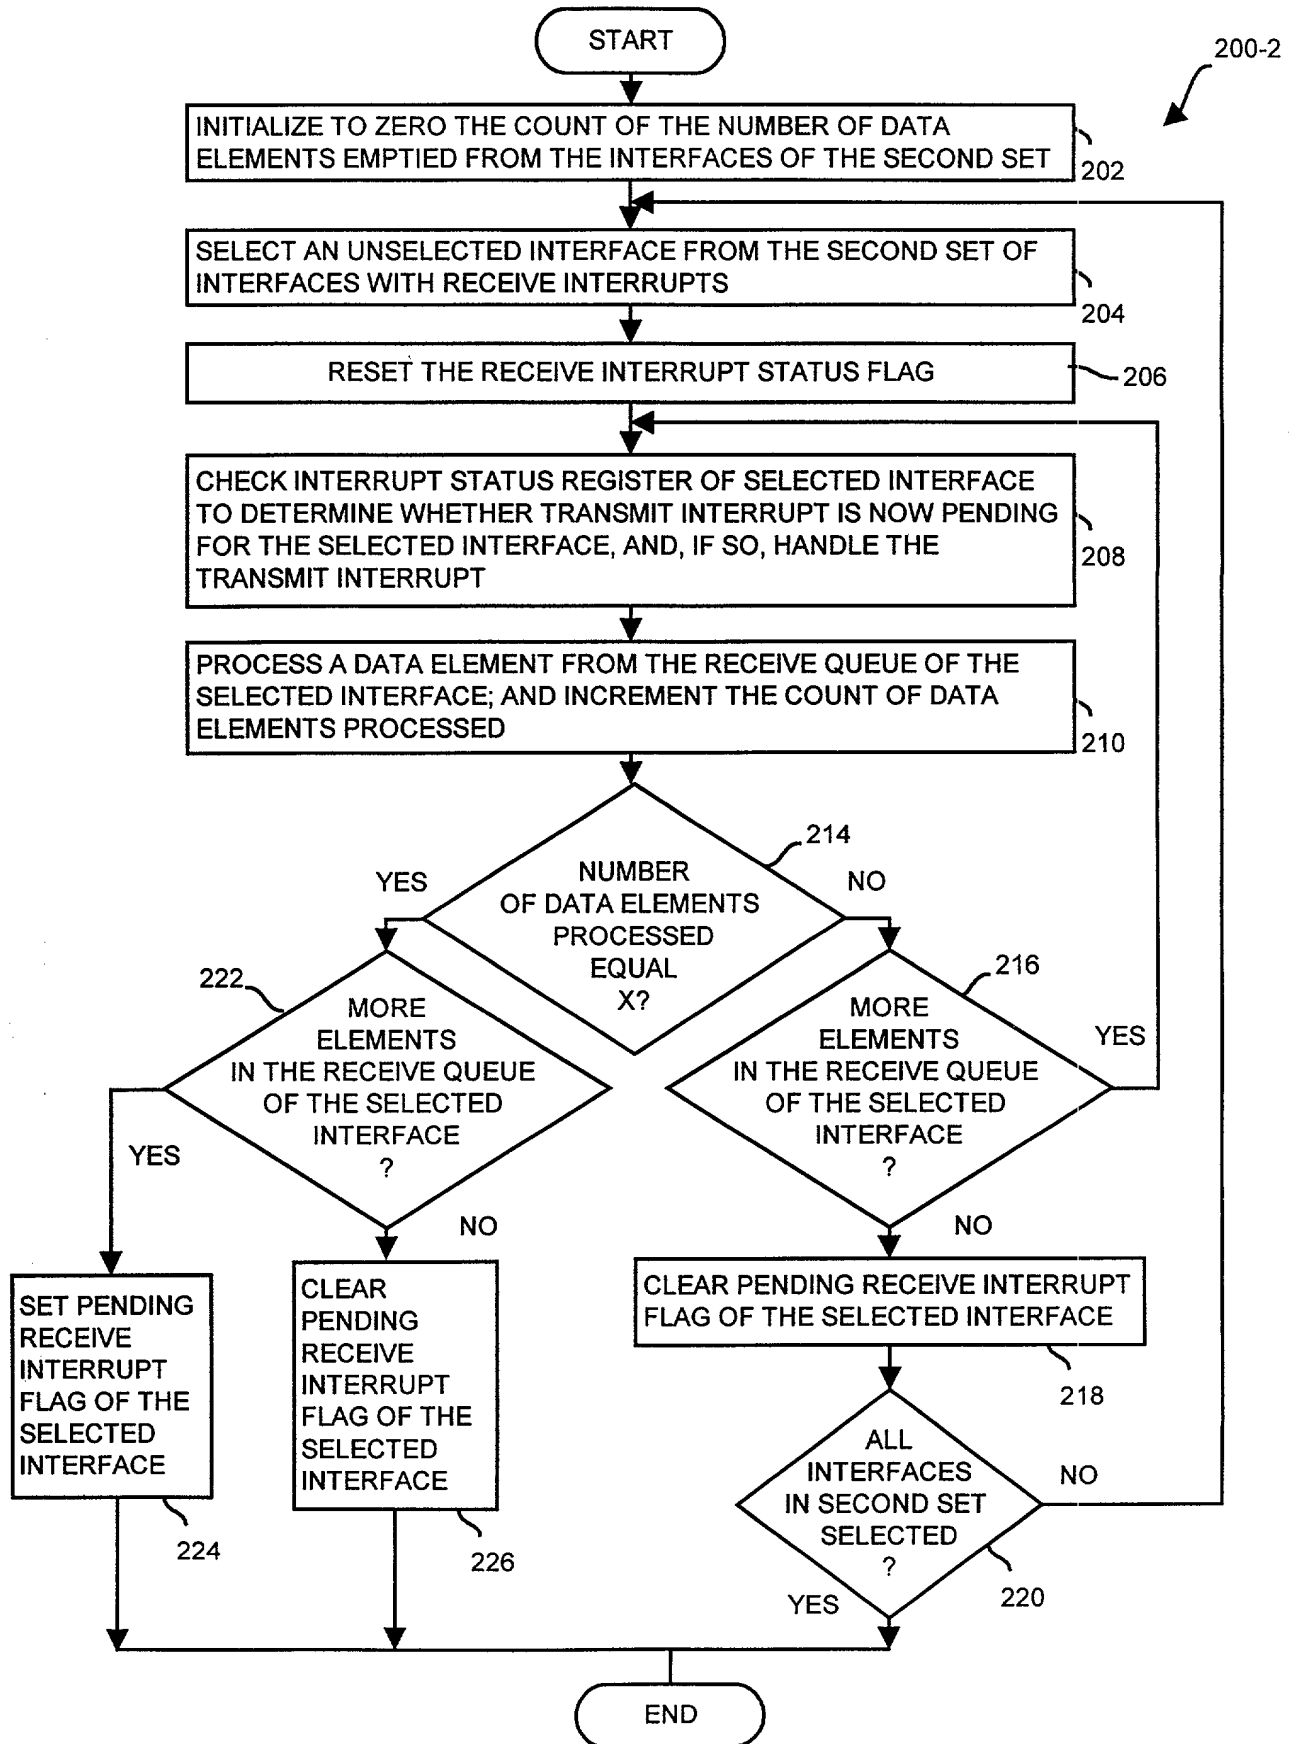 START
200-2
INITIALIZE TO ZERO THE COUNT OF THE NUMBER OF DATA
ELEMENTS EMPTIED FROM THE INTERFACES OF THE SECOND SET
202
SELECT AN UNSELECTED INTERFACE FROM THE SECOND SET OF
INTERFACES WITH RECEIVE INTERRUPTS
204
RESET THE RECEIVE INTERRUPT STATUS FLAG
206
CHECK INTERRUPT STATUS REGISTER OF SELECTED INTERFACE
TO DETERMINE WHETHER TRANSMIT INTERRUPT IS NOW PENDING
FOR THE SELECTED INTERFACE, AND, IF SO, HANDLE THE
TRANSMIT INTERRUPT
208
PROCESS A DATA ELEMENT FROM THE RECEIVE QUEUE OF THE
SELECTED INTERFACE; AND INCREMENT THE COUNT OF DATA
ELEMENTS PROCESSED
210
214
NUMBER
OF DATA ELEMENTS
PROCESSED
EQUAL
X?
YES
NO
222
MORE
ELEMENTS
IN THE RECEIVE QUEUE
OF THE SELECTED
INTERFACE
?
YES
NO
216
MORE
ELEMENTS
IN THE RECEIVE QUEUE
OF THE SELECTED
INTERFACE
?
YES
NO
SET PENDING
RECEIVE
INTERRUPT
FLAG OF THE
SELECTED
INTERFACE
224
CLEAR
PENDING
RECEIVE
INTERRUPT
FLAG OF THE
SELECTED
INTERFACE
226
CLEAR PENDING RECEIVE INTERRUPT
FLAG OF THE SELECTED INTERFACE
218
ALL
INTERFACES
IN SECOND SET
SELECTED
?
NO
220
YES
END